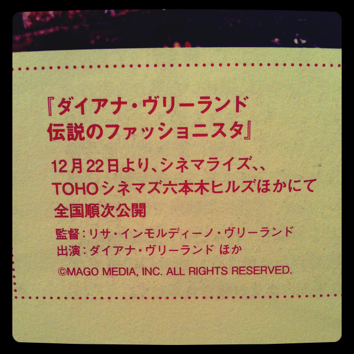 『ダイアナ・ヴリーランド
伝説のファッショニスタ』
12月22日より、シネマライズ、、
TOHOシネマズ六本木ヒルズほかにて
全国順次公開
監督：リサ・インモルディーノ・ヴリーランド
出演：ダイアナ・ヴリーランド ほか
©MAGO MEDIA, INC. ALL RIGHTS RESERVED.